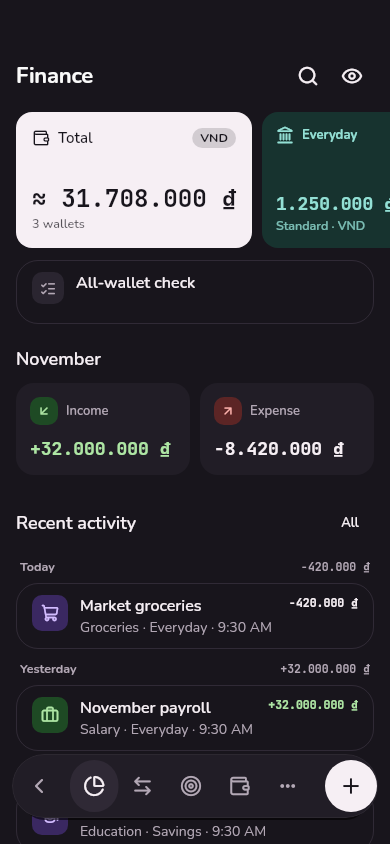 Finance
Total
VND
≈ 31.708.000 ₫
3 wallets
Everyday
1.250.000
Standard · VND
All-wallet check
November
Income
+32.000.000 ₫
Expense
-8.420.000 ₫
Recent activity
All
Today
-420.000 ₫
Market groceries
-420.000 ₫
Groceries · Everyday · 9:30 AM
Yesterday
+32.000.000 ₫
November payroll
+32.000.000 ₫
Salary · Everyday · 9:30 AM
Education · Savings · 9:30 AM